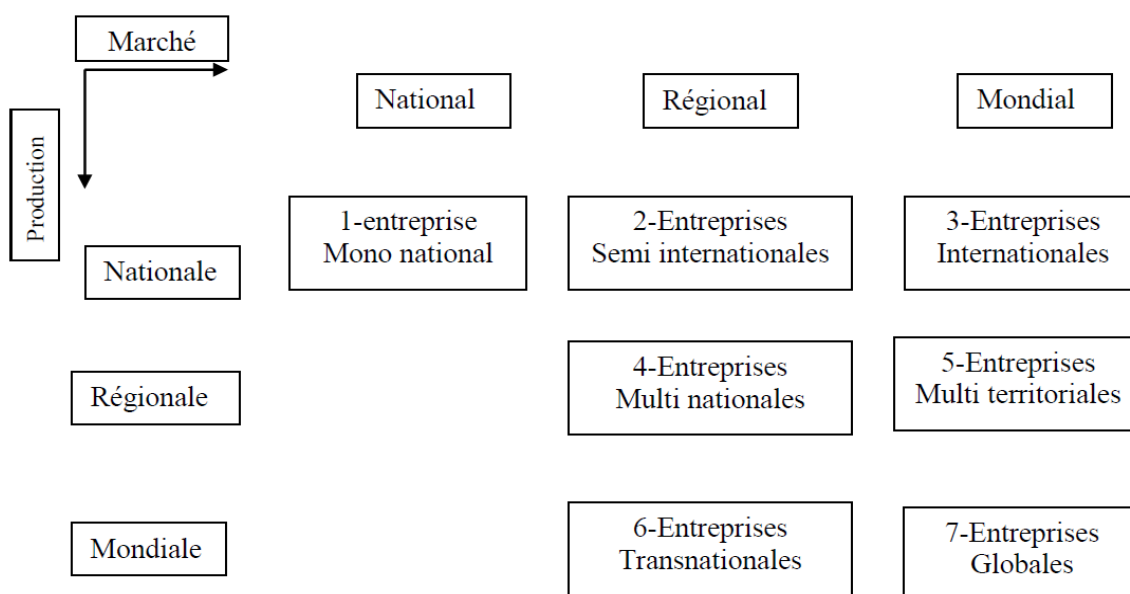 Marché
National
Régional
Mondial
Production
1-entreprise
Mono national
2-Entreprises
Semi internationales
3-Entreprises
Internationales
Nationale
4-Entreprises
Multi nationales
5-Entreprises
Multi territoriales
Régionale
6-Entreprises
Transnationales
7-Entreprises
Globales
Mondiale